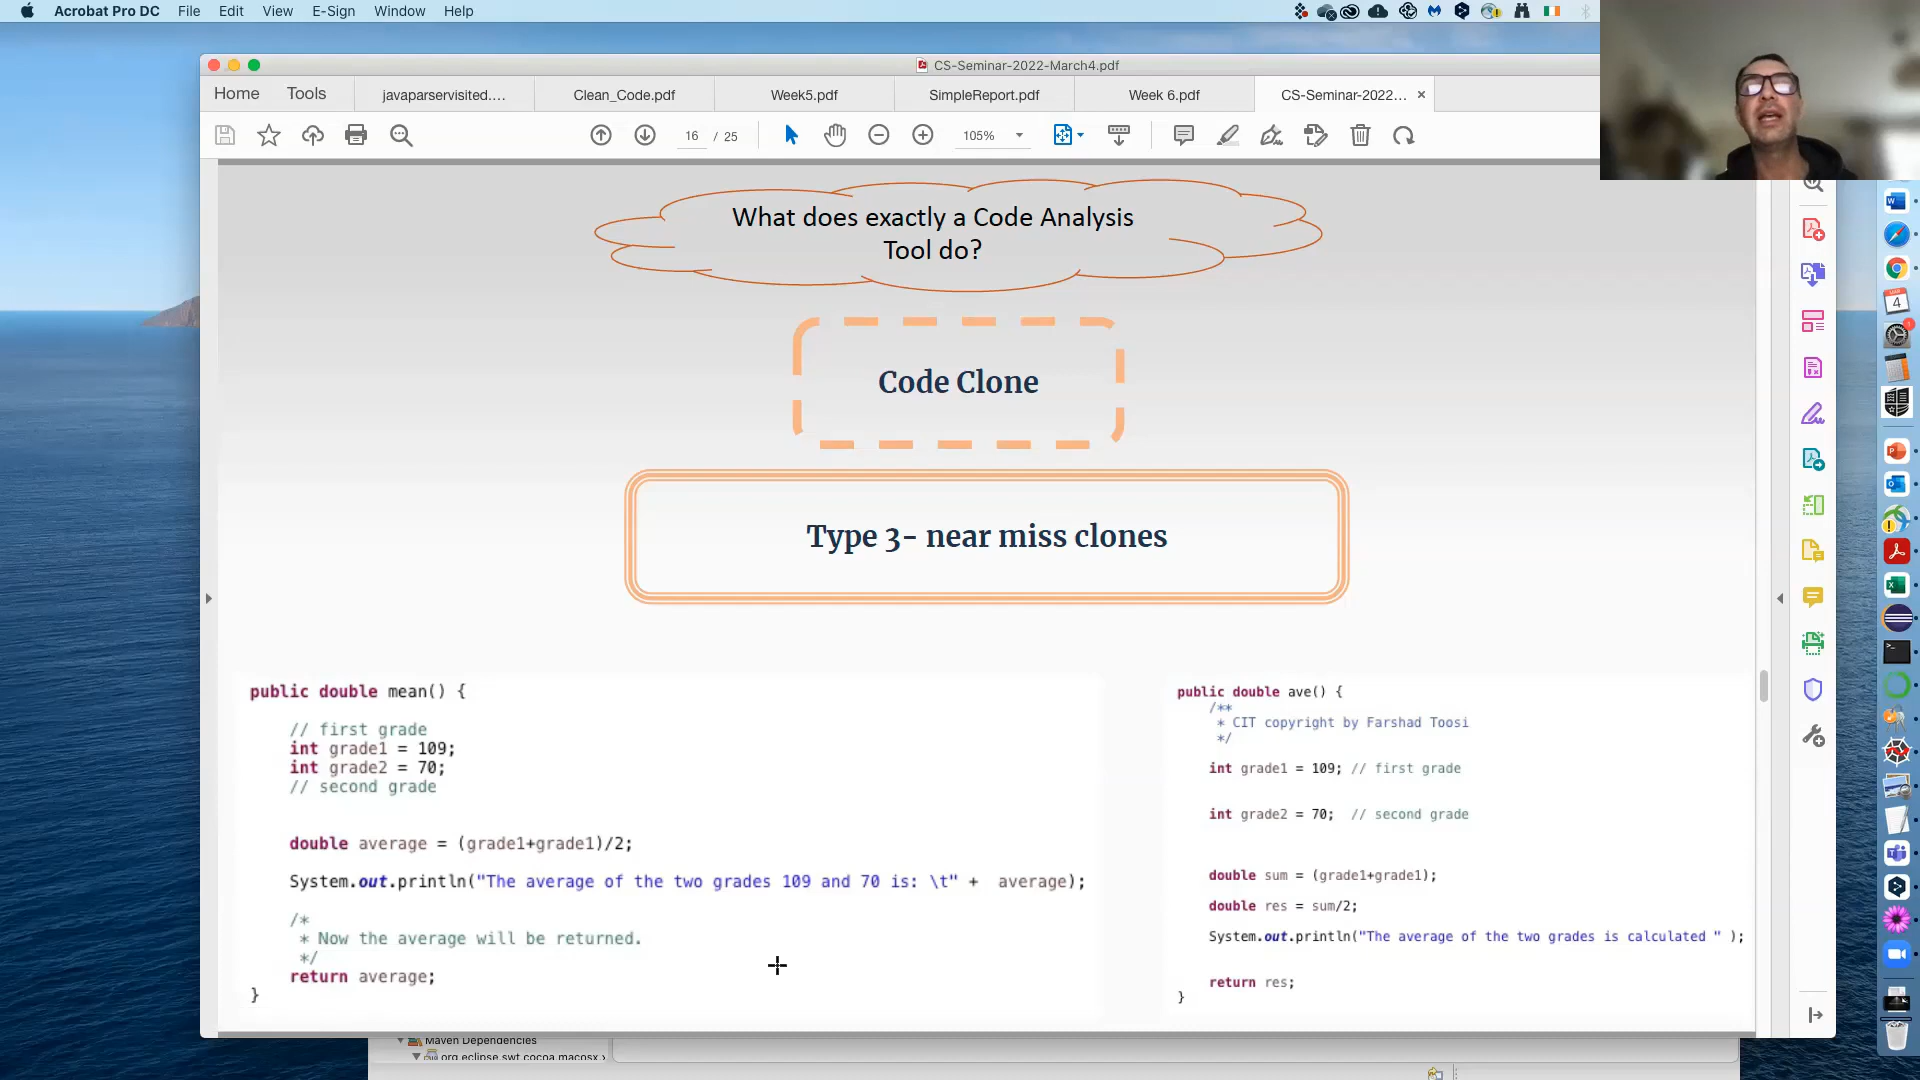 Acrobat Pro DC File Edit View E-Sign Window Help
CS-Seminar-2022-March4.pdf
Home Tools javaparservisited.... Clean_Code.pdf Week5.pdf SimpleReport.pdf Week 6.pdf CS-Seminar-2022... ×
16 / 25 105%
What does exactly a Code Analysis
Tool do?
Code Clone
Type 3- near miss clones
public double mean() {
// first grade
int grade1 = 109;
int grade2 = 70;
// second grade
double average = (grade1+grade1)/2;
System.out.println("The average of the two grades 109 and 70 is: \t" + average);
/*
* Now the average will be returned.
*/
return average;
}
public double ave() {
/**
* CIT copyright by Farshad Toosi
*/
int grade1 = 109; // first grade
int grade2 = 70; // second grade
double sum = (grade1+grade1);
double res = sum/2;
System.out.println("The average of the two grades is calculated " );
return res;
}
Maven Dependencies
org.eclipse.swt.cocoa.macosx.
4